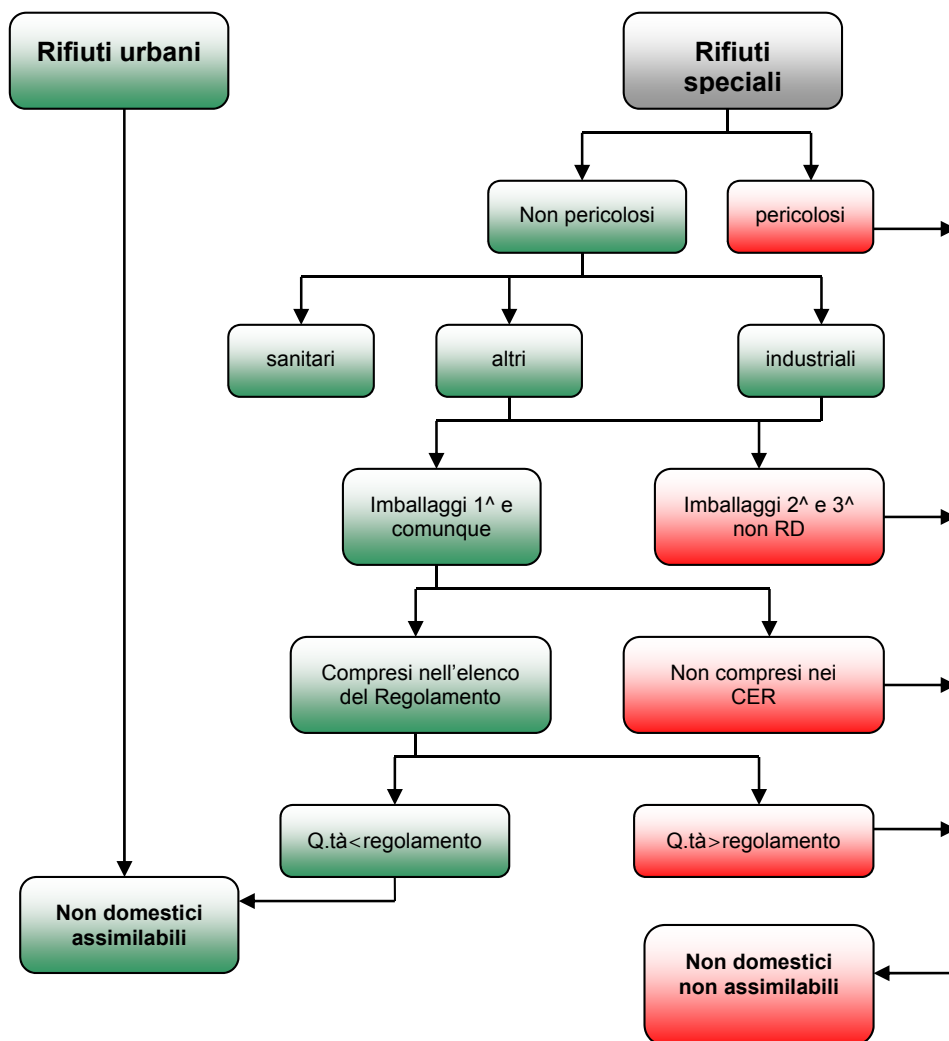 Rifiuti urbani
Rifiuti
speciali
Non pericolosi
pericolosi
sanitari
altri
industriali
Imballaggi 1^ e
comunque
Imballaggi 2^ e 3^
non RD
Compresi nell’elenco
del Regolamento
Non compresi nei
CER
Q.tà<regolamento
Q.tà>regolamento
Non domestici
assimilabili
Non domestici
non assimilabili